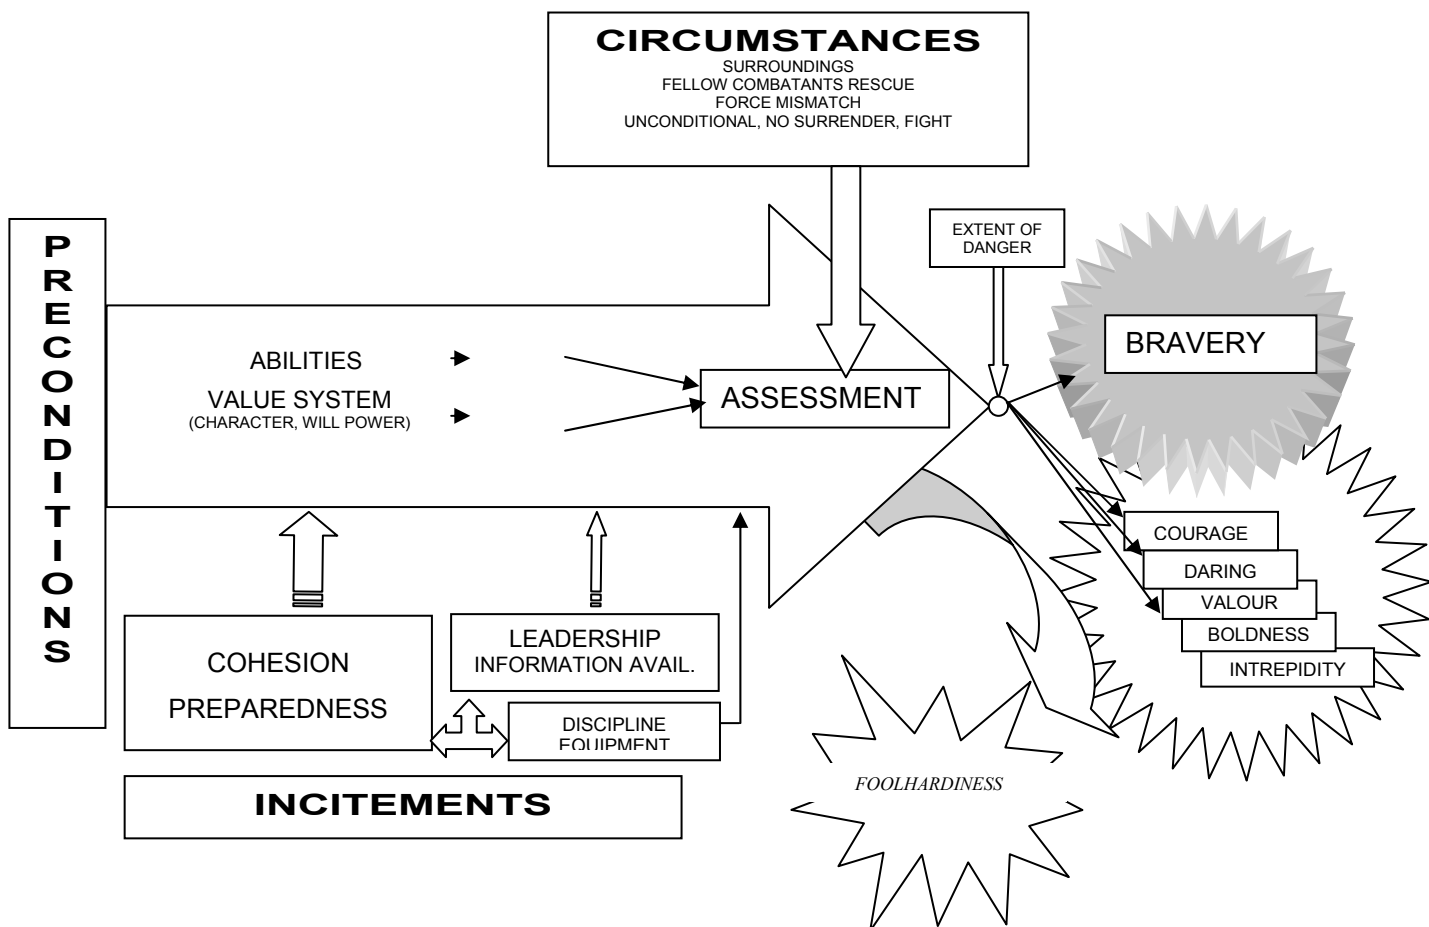 CIRCUMSTANCES
SURROUNDINGS
FELLOW COMBATANTS RESCUE
FORCE MISMATCH
UNCONDITIONAL, NO SURRENDER, FIGHT
PRECONDITIONS
EXTENT OF
DANGER
BRAVERY
ABILITIES
VALUE SYSTEM
(CHARACTER, WILL POWER)
ASSESSMENT
COURAGE
DARING
VALOUR
BOLDNESS
INTREPIDITY
COHESION
PREPAREDNESS
LEADERSHIP
INFORMATION AVAIL.
DISCIPLINE
EQUIPMENT
FOOLHARDINESS
INCITEMENTS